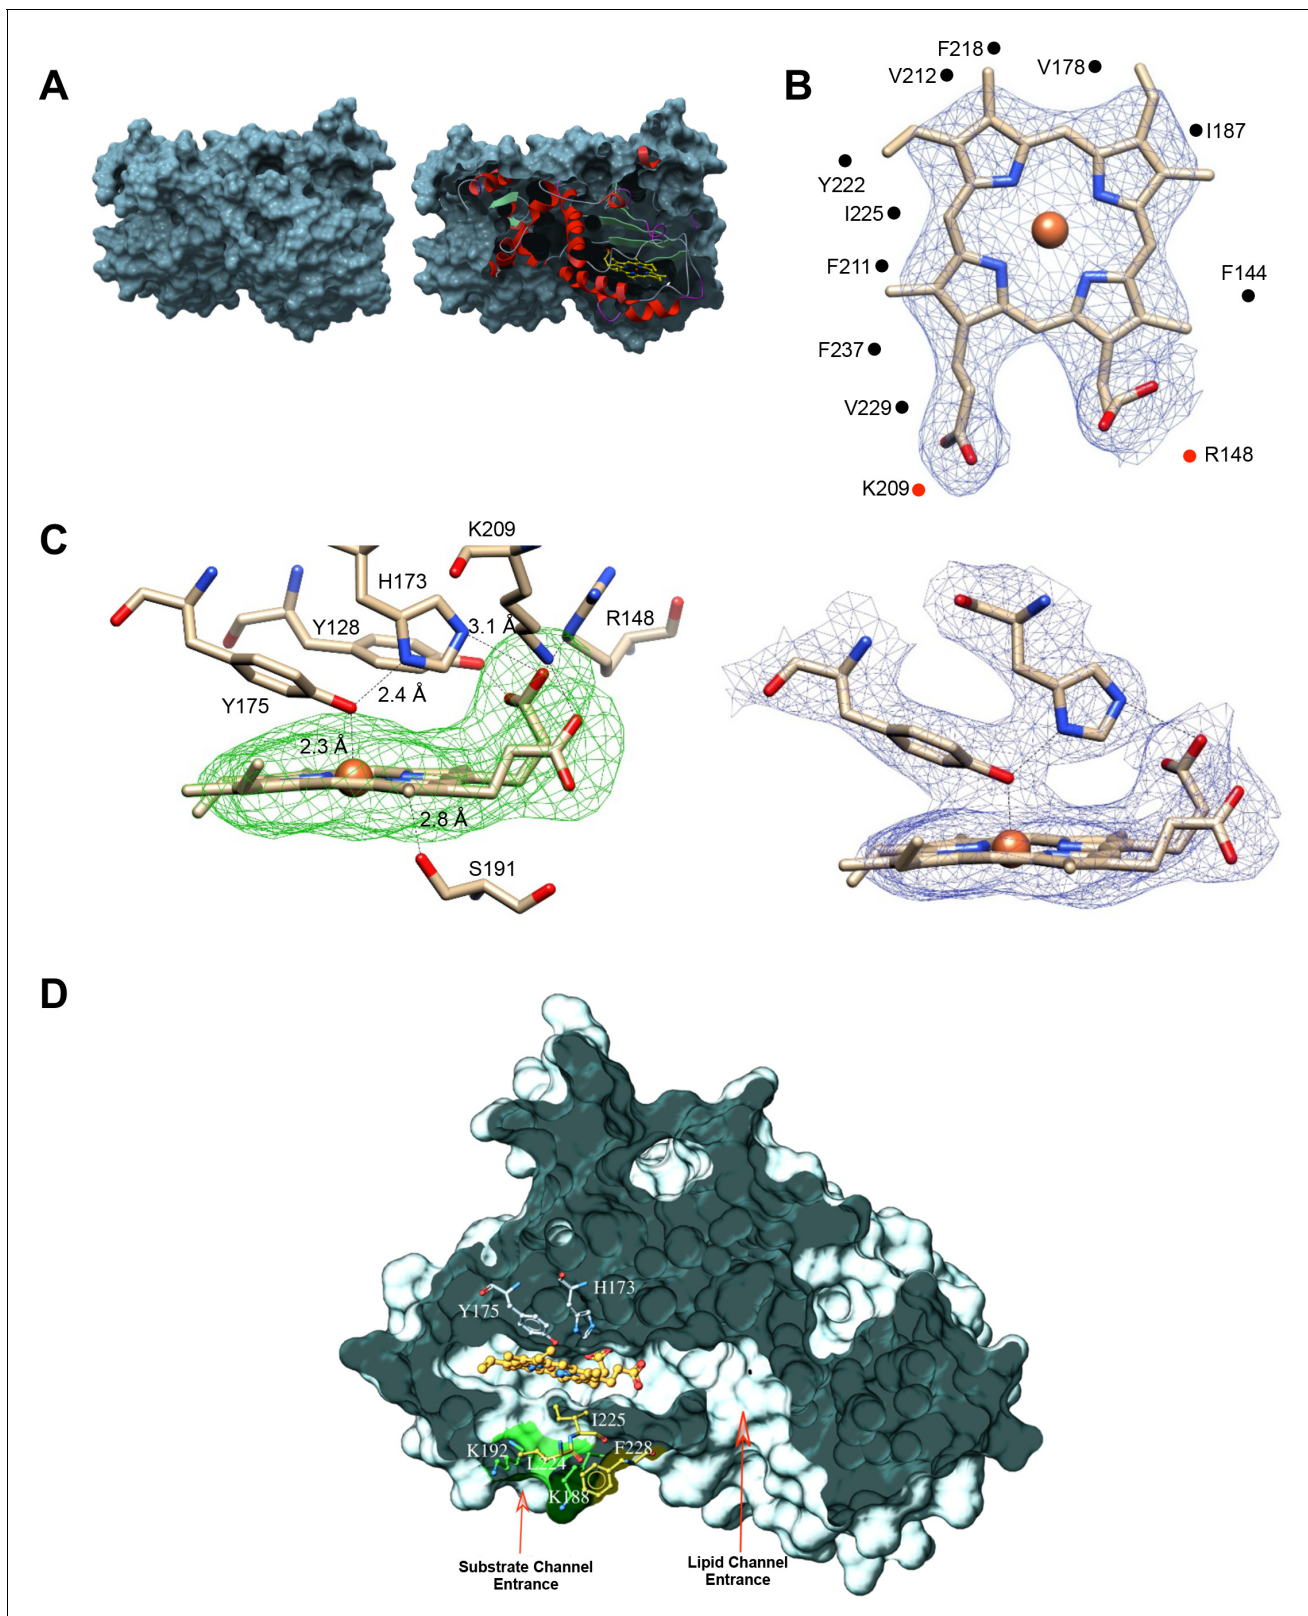 A
B
F218
V212
V178
I187
Y222
I225
F211
F144
F237
V229
R148
K209
C
K209
H173
3.1 Å
R148
Y128
2.4 Å
Y175
2.3 Å
2.8 Å
S191
D
H173
Y175
I225
K192
F228
L224
K188
Substrate Channel
Entrance
Lipid Channel
Entrance